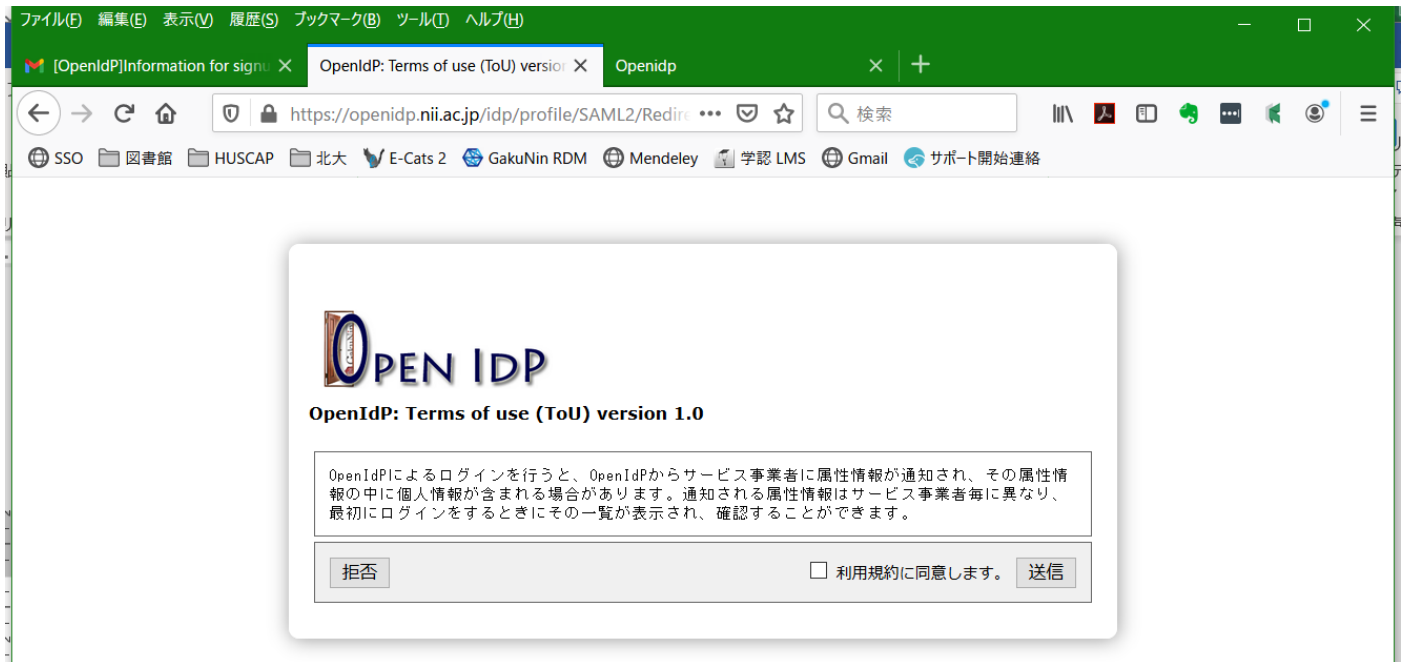 ファイル(F) 編集(E) 表示(V) 履歴(S) ブックマーク(B) ツール(T) ヘルプ(H)
[OpenIdP]Information for signu
OpenIdP: Terms of use (ToU) version
Openidp
https://openidp.nii.ac.jp/idp/profile/SAML2/Redire
検索
SSO 図書館 HUSCAP 北大 E-Cats 2 GakuNin RDM Mendeley 学認 LMS Gmail サポート開始連絡
OPEN IDP
OpenIdP: Terms of use (ToU) version 1.0
OpenIdPによるログインを行うと、OpenIdPからサービス事業者に属性情報が通知され、その属性情
報の中に個人情報が含まれる場合があります。通知される属性情報はサービス事業者毎に異なり、
最初にログインをするときにその一覧が表示され、確認することができます。
拒否 利用規約に同意します。 送信